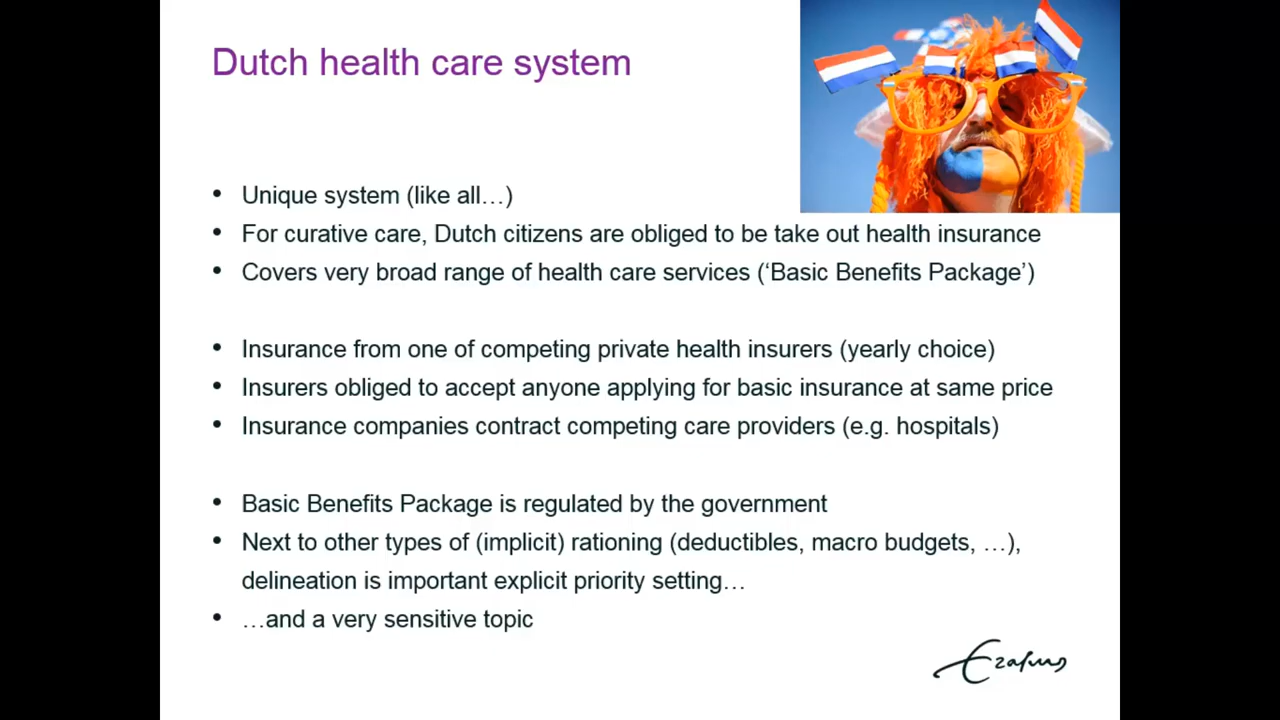 Dutch health care system
• Unique system (like all…)
• For curative care, Dutch citizens are obliged to be take out health insurance
• Covers very broad range of health care services (‘Basic Benefits Package’)
• Insurance from one of competing private health insurers (yearly choice)
• Insurers obliged to accept anyone applying for basic insurance at same price
• Insurance companies contract competing care providers (e.g. hospitals)
• Basic Benefits Package is regulated by the government
• Next to other types of (implicit) rationing (deductibles, macro budgets, …),
delineation is important explicit priority setting…
• …and a very sensitive topic
Erasmus